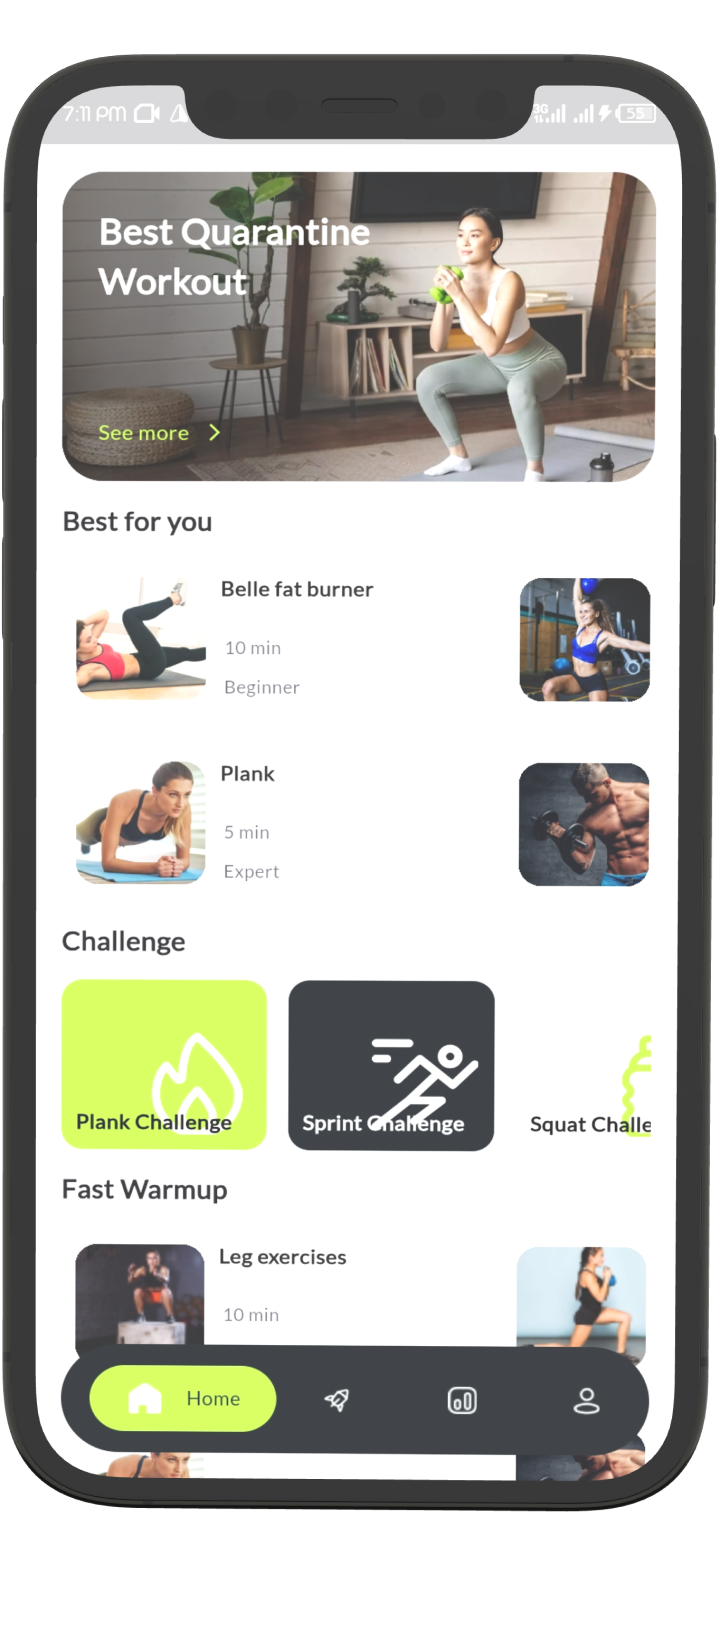 7:11 PM 3G 55
Best Quarantine
Workout
See more
Best for you
Belle fat burner
10 min
Beginner
Plank
5 min
Expert
Challenge
Plank Challenge
Sprint Challenge
Squat Challe
Fast Warmup
Leg exercises
10 min
Home